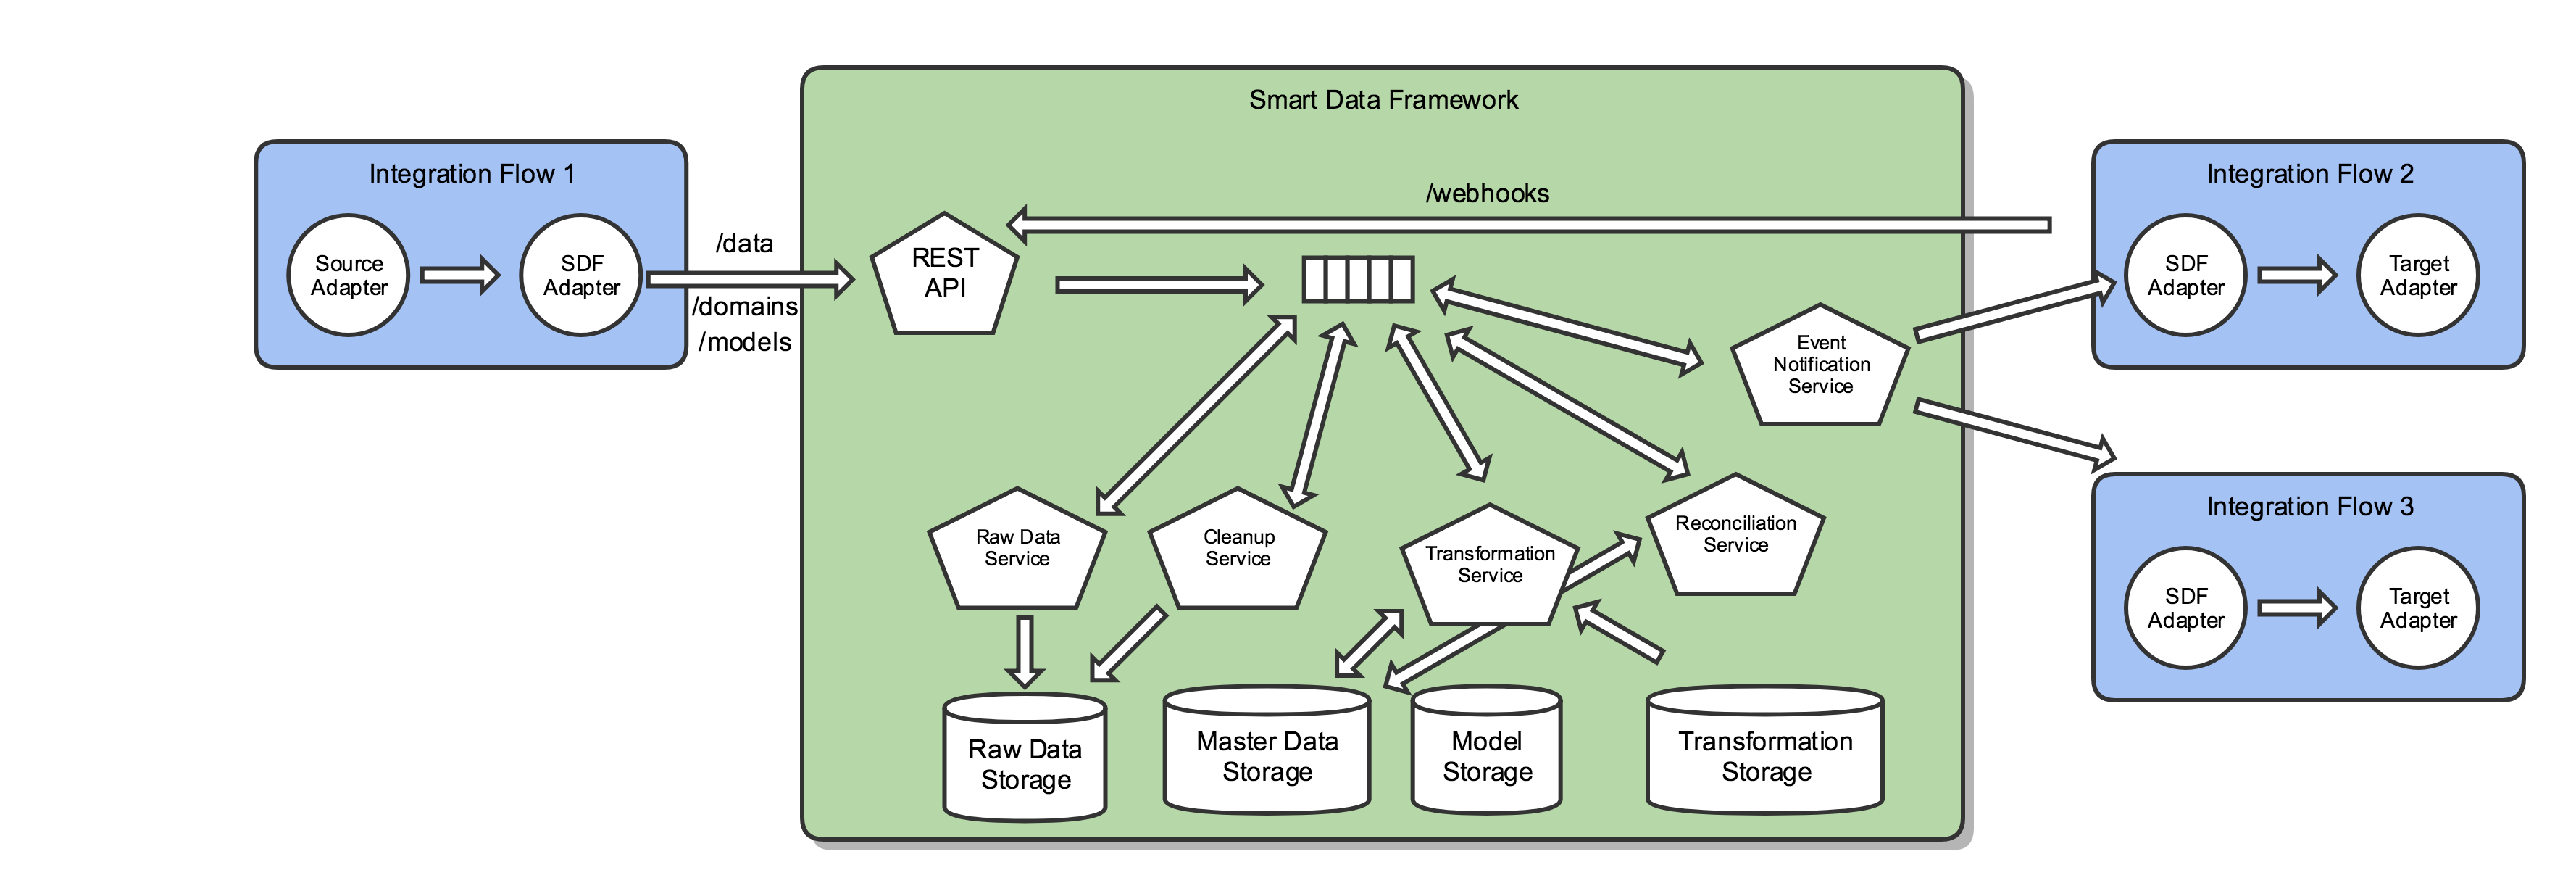 Smart Data Framework
Integration Flow 1
Source
Adapter
SDF
Adapter
/data
/domains
/models
REST
API
/webhooks
Event
Notification
Service
Raw Data
Service
Cleanup
Service
Transformation
Service
Reconciliation
Service
Raw Data
Storage
Master Data
Storage
Model
Storage
Transformation
Storage
Integration Flow 2
SDF
Adapter
Target
Adapter
Integration Flow 3
SDF
Adapter
Target
Adapter